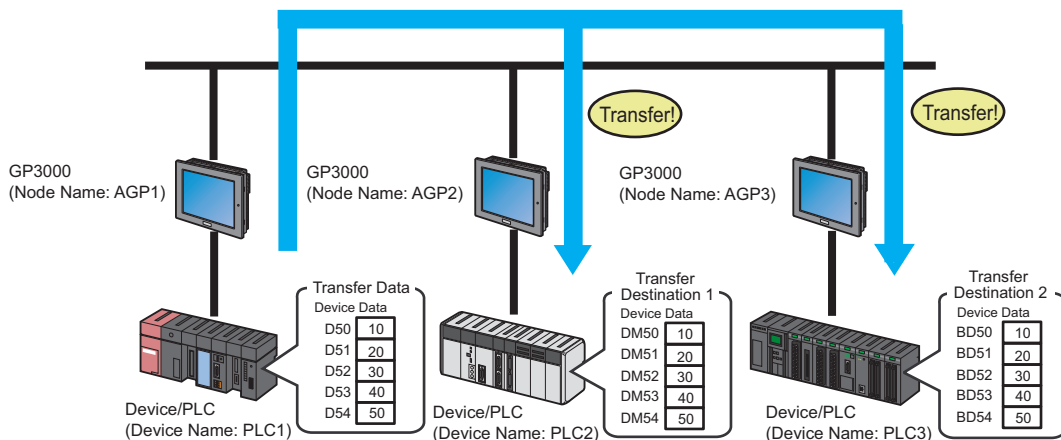 Transfer!
Transfer!
GP3000
(Node Name: AGP1)
GP3000
(Node Name: AGP2)
GP3000
(Node Name: AGP3)
Transfer Data
Device Data
D50 10
D51 20
D52 30
D53 40
D54 50
Transfer
Destination 1
Device Data
DM50 10
DM51 20
DM52 30
DM53 40
DM54 50
Transfer
Destination 2
Device Data
BD50 10
BD51 20
BD52 30
BD53 40
BD54 50
Device/PLC
(Device Name: PLC1)
Device/PLC
(Device Name: PLC2)
Device/PLC
(Device Name: PLC3)